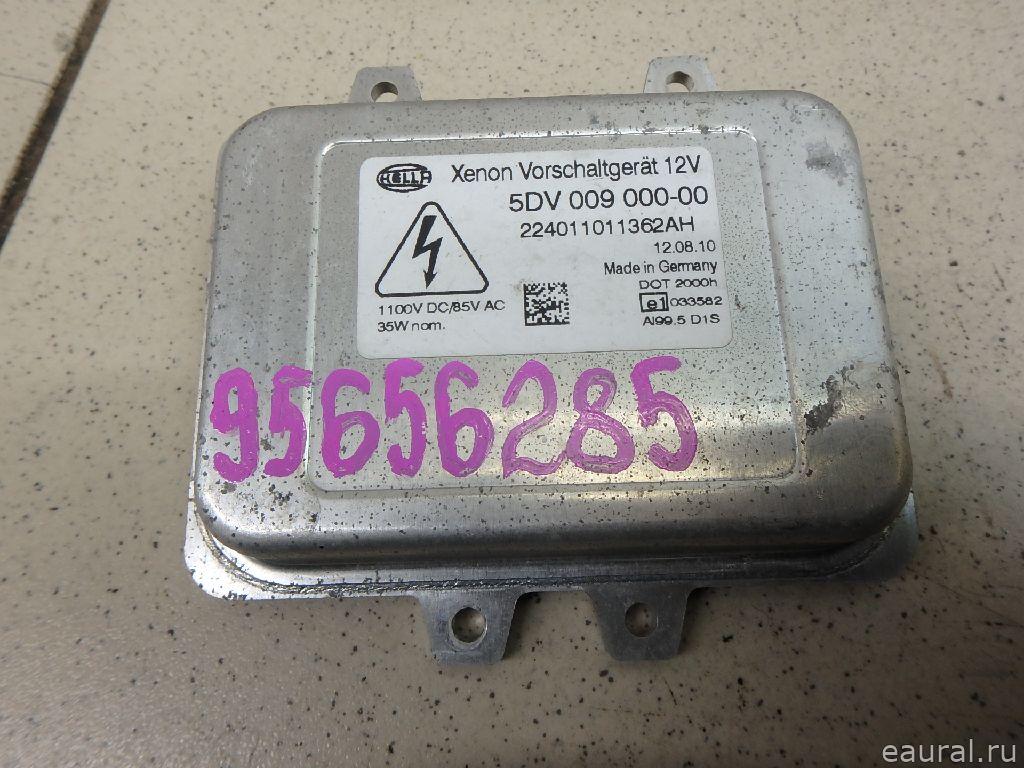 HELLA
Xenon Vorschaltgerät 12V
5DV 009 000-00
224011011362AH
12.08.10
Made in Germany
DOT 2000h
e1 033582
Al99.5 D1S
1100V DC/85V AC
35W nom.
95656285
eaural.ru